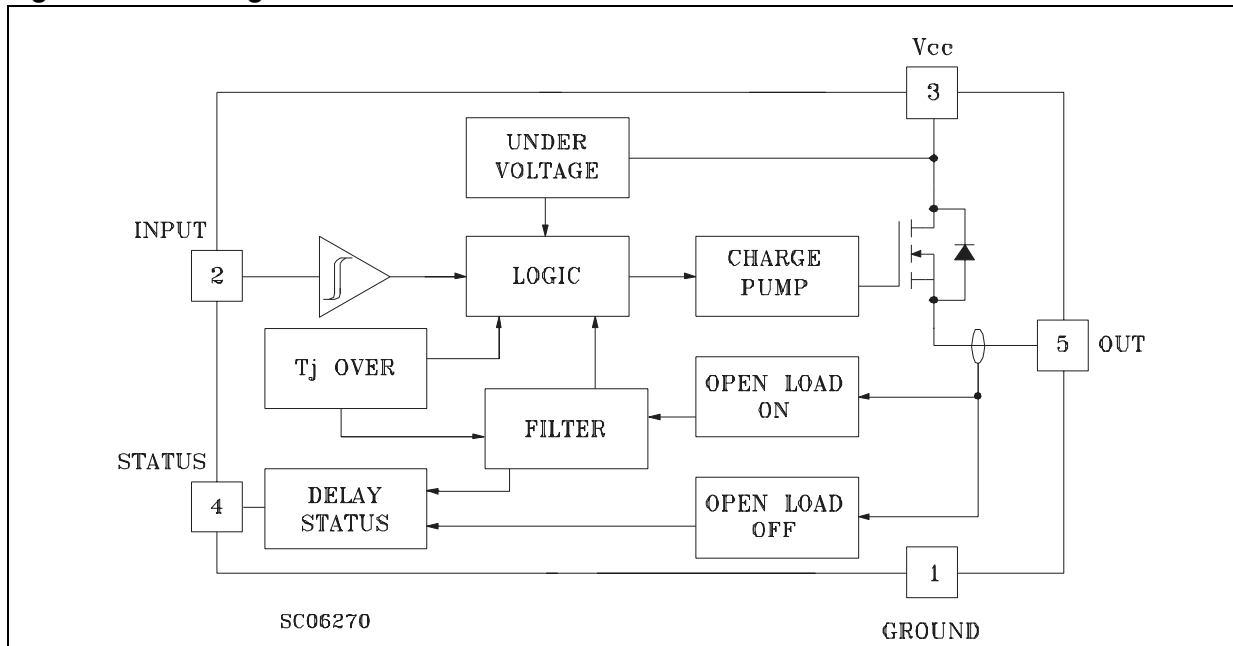 Vcc
3
UNDER
VOLTAGE
INPUT
2
LOGIC
CHARGE
PUMP
Tj OVER
5
OUT
OPEN LOAD
ON
FILTER
STATUS
4
DELAY
STATUS
OPEN LOAD
OFF
1
SC06270
GROUND